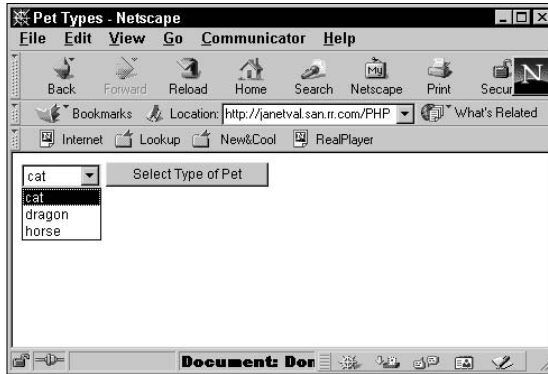 Pet Types - Netscape
File Edit View Go Communicator Help
Back Forward Reload Home Search Netscape Print Secur
Bookmarks Location: http://janetval.san.rr.com/PHP What's Related
Internet Lookup New&Cool RealPlayer
cat Select Type of Pet
cat
dragon
horse
Document: Don